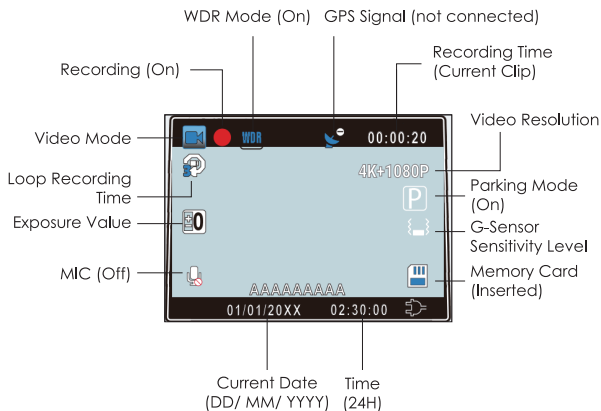 WDR Mode (On)
GPS Signal (not connected)
Recording (On)
Recording Time
(Current Clip)
Video Mode
WDR
00:00:20
Video Resolution
Loop Recording
Time
4K+1080P
P
Parking Mode
(On)
Exposure Value
0
G-Sensor
Sensitivity Level
MIC (Off)
Memory Card
(Inserted)
AAAAAAAAA
01/01/20XX
02:30:00
Current Date
(DD/ MM/ YYYY)
Time
(24H)